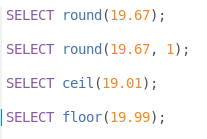 SELECT round(19.67);
SELECT round(19.67, 1);
SELECT ceil(19.01);
SELECT floor(19.99);